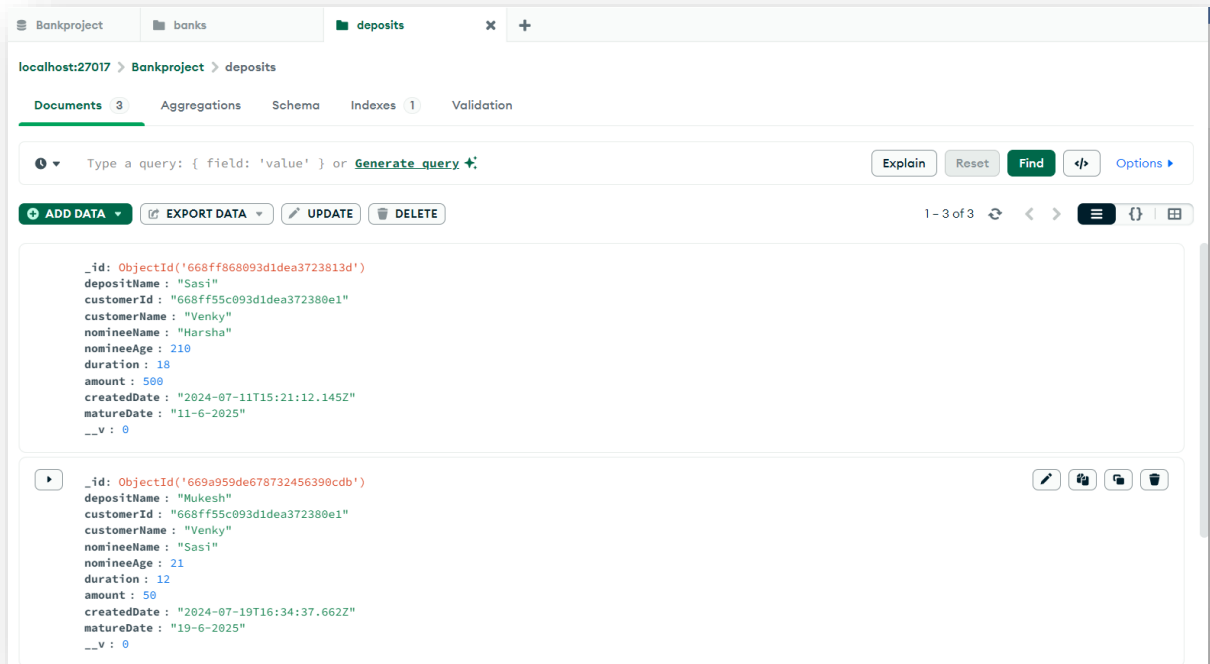 Bankproject banks deposits
localhost:27017 > Bankproject > deposits
Documents 3 Aggregations Schema Indexes 1 Validation
Type a query: { field: 'value' } or Generate query
Explain Reset Find </> Options
ADD DATA EXPORT DATA UPDATE DELETE 1 – 3 of 3 {}
_id: ObjectId('668ff868093d1dea3723813d')
depositName : "Sasi"
customerId : "668ff55c093d1dea372380e1"
customerName : "Venky"
nomineeName : "Harsha"
nomineeAge : 210
duration : 18
amount : 500
createdDate : "2024-07-11T15:21:12.145Z"
matureDate : "11-6-2025"
__v : 0
_id: ObjectId('669a959de678732456390cdb')
depositName : "Mukesh"
customerId : "668ff55c093d1dea372380e1"
customerName : "Venky"
nomineeName : "Sasi"
nomineeAge : 21
duration : 12
amount : 50
createdDate : "2024-07-19T16:34:37.662Z"
matureDate : "19-6-2025"
__v : 0